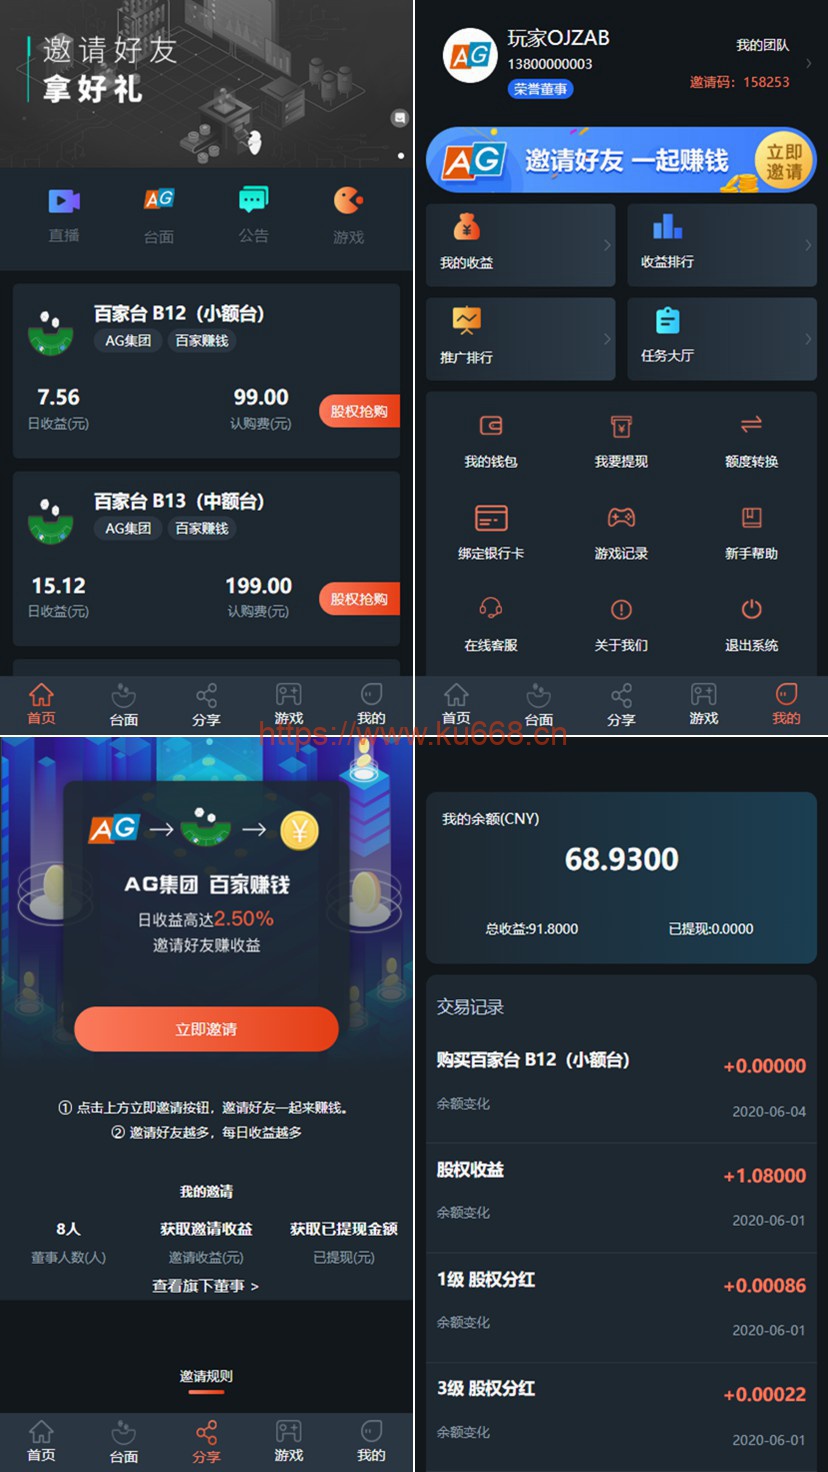 邀请好友
拿好礼
直播
AG
台面
公告
游戏
百家台 B12（小额台）
AG集团
百家赚钱
7.56
99.00
日收益(元)
认购费(元)
股权抢购
百家台 B13（中额台）
AG集团
百家赚钱
15.12
199.00
日收益(元)
认购费(元)
股权抢购
首页
台面
分享
游戏
我的
AG
玩家OJZAB
13800000003
荣誉董事
我的团队
邀请码：158253
AG
邀请好友 一起赚钱
立即
邀请
我的收益
收益排行
推广排行
任务大厅
我的钱包
我要提现
额度转换
绑定银行卡
游戏记录
新手帮助
在线客服
关于我们
退出系统
首页
台面
分享
游戏
我的
https://www.ku668.cn
AG
AG集团 百家赚钱
日收益高达2.50%
邀请好友赚收益
立即邀请
① 点击上方立即邀请按钮，邀请好友一起来赚钱。
② 邀请好友越多，每日收益越多
我的邀请
8人
获取邀请收益
获取已提现金额
董事人数(人)
邀请收益(元)
已提现(元)
查看旗下董事 >
邀请规则
首页
台面
分享
游戏
我的
我的余额(CNY)
68.9300
总收益:91.8000
已提现:0.0000
交易记录
购买百家台 B12（小额台）
+0.00000
余额变化
2020-06-04
股权收益
+1.08000
余额变化
2020-06-01
1级 股权分红
+0.00086
余额变化
2020-06-01
3级 股权分红
+0.00022
余额变化
2020-06-01